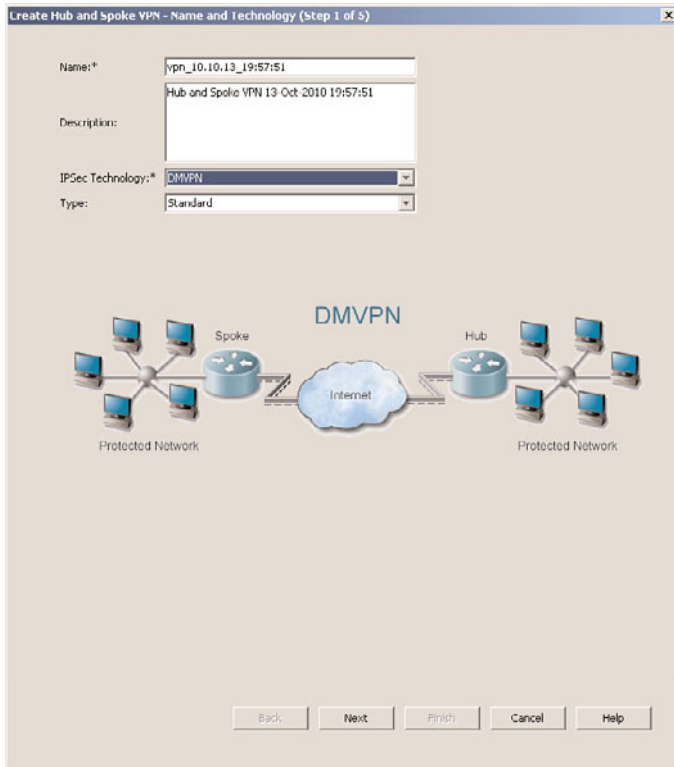 Create Hub and Spoke VPN - Name and Technology (Step 1 of 5)
Name:* vpn_10.10.13_19:57:51
Description: Hub and Spoke VPN 13-Oct-2010 19:57:51
IPSec Technology:* DMVPN
Type: Standard
DMVPN
Spoke
Hub
Internet
Protected Network
Protected Network
Back Next Finish Cancel Help